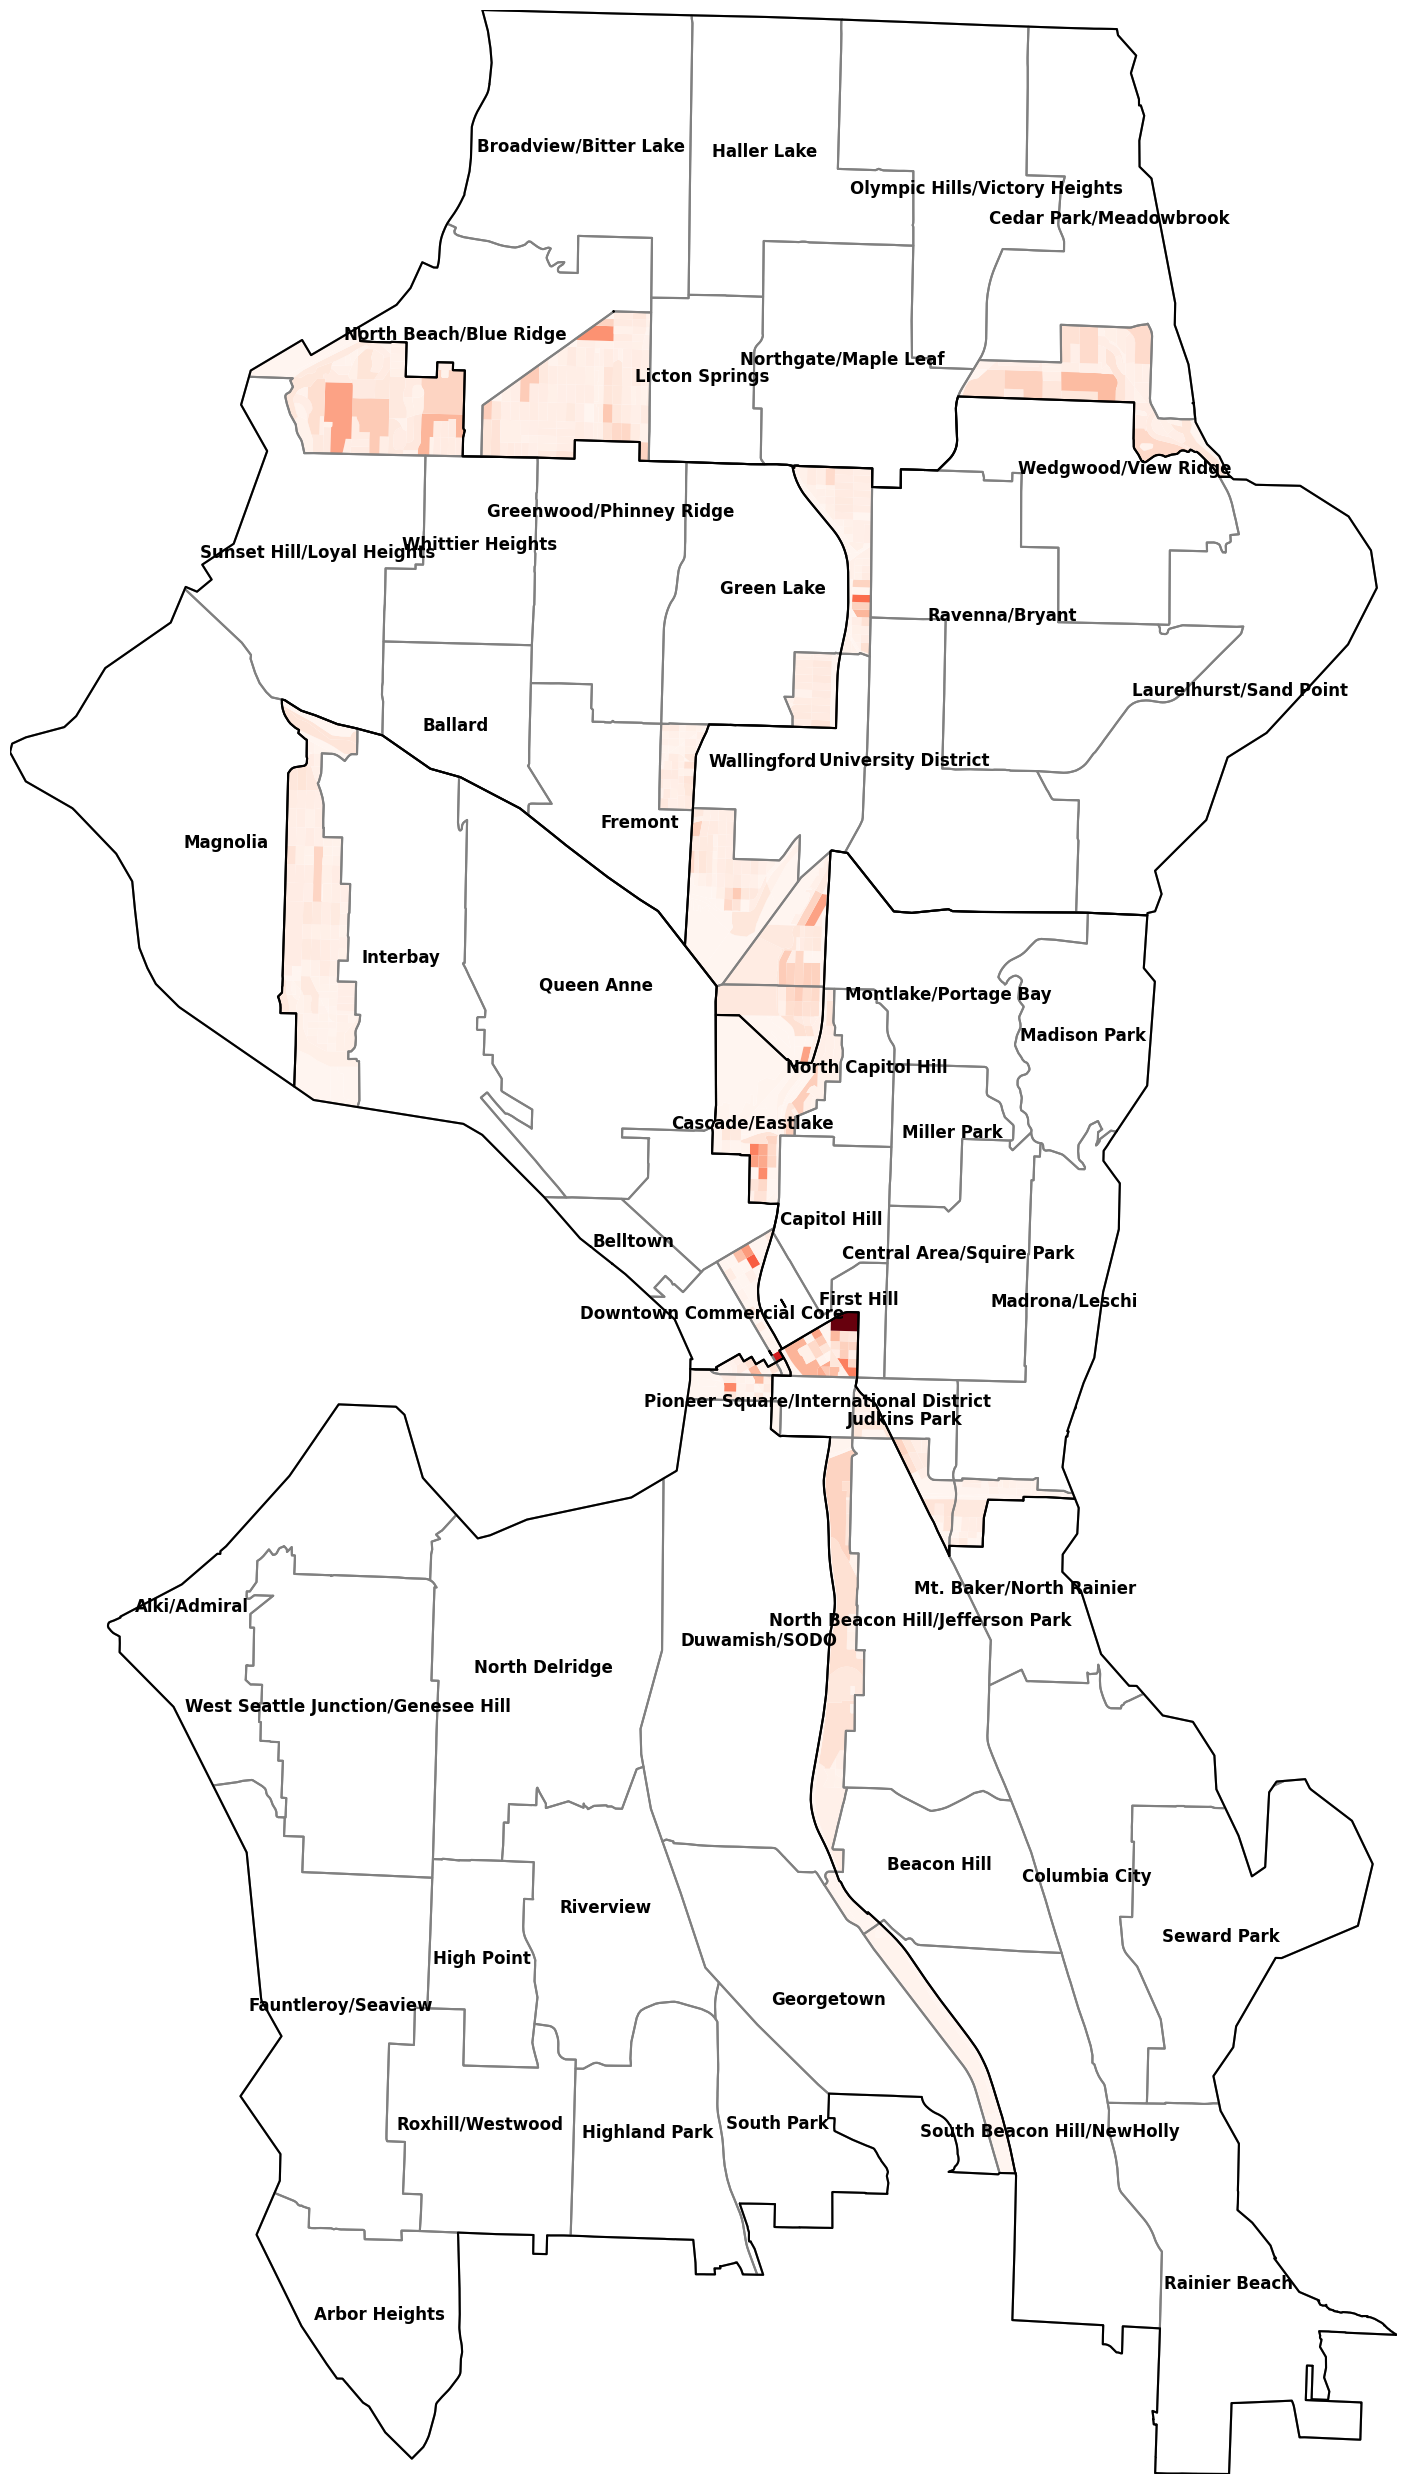 Broadview/Bitter Lake
Haller Lake
Olympic Hills/Victory Heights
Cedar Park/Meadowbrook
North Beach/Blue Ridge
Northgate/Maple Leaf
Licton Springs
Wedgwood/View Ridge
Greenwood/Phinney Ridge
Whittier Heights
Sunset Hill/Loyal Heights
Green Lake
Ravenna/Bryant
Laurelhurst/Sand Point
Ballard
Wallingford
University District
Fremont
Magnolia
Interbay
Queen Anne
Montlake/Portage Bay
Madison Park
North Capitol Hill
Cascade/Eastlake
Miller Park
Capitol Hill
Belltown
Central Area/Squire Park
First Hill
Madrona/Leschi
Downtown Commercial Core
Pioneer Square/International District
Judkins Park
Mt. Baker/North Rainier
Alki/Admiral
North Beacon Hill/Jefferson Park
Duwamish/SODO
North Delridge
West Seattle Junction/Genesee Hill
Beacon Hill
Columbia City
Riverview
Seward Park
High Point
Georgetown
Fauntleroy/Seaview
Roxhill/Westwood
South Park
Highland Park
South Beacon Hill/NewHolly
Rainier Beach
Arbor Heights